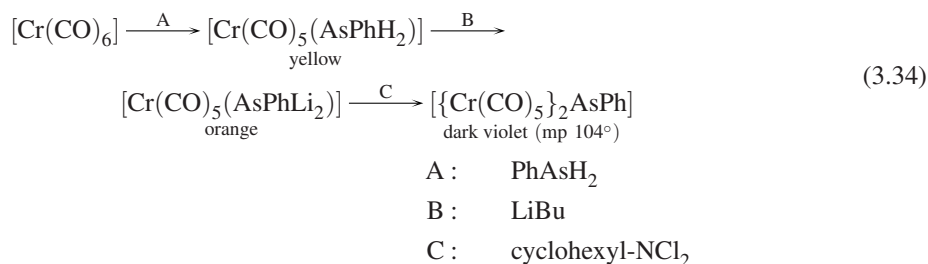 [Cr(CO)₆] —A→ [Cr(CO)₅(AsPhH₂)] —B→
yellow
(3.34)
[Cr(CO)₅(AsPhLi₂)] —C→ [{Cr(CO)₅}₂AsPh]
orange dark violet (mp 104°)
A : PhAsH₂
B : LiBu
C : cyclohexyl-NCl₂